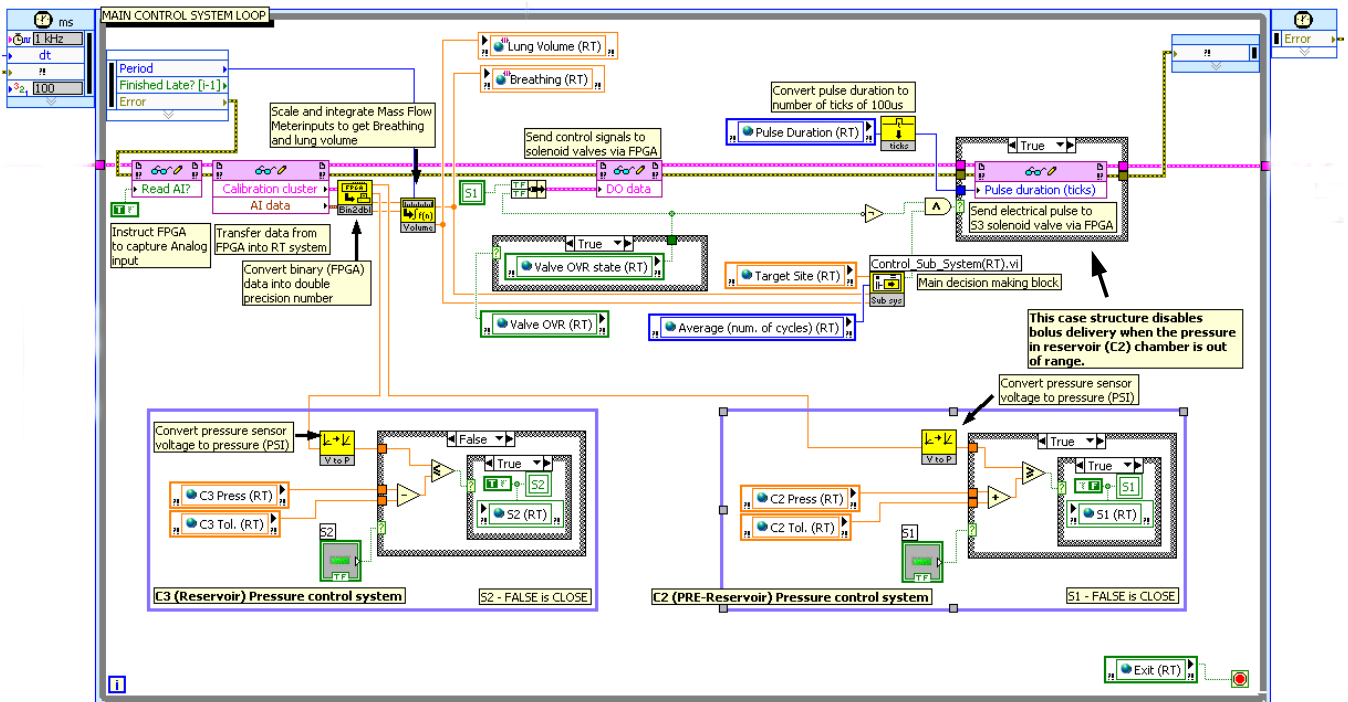 MAIN CONTROL SYSTEM LOOP
ms
1 kHz
dt
?!
100
Error
?!
Period
Finished Late? [i-1]
Error
Lung Volume (RT)
Breathing (RT)
Scale and integrate Mass Flow
Meterinputs to get Breathing
and lung volume
Convert pulse duration to
number of ticks of 100us
Pulse Duration (RT)
ticks
Send control signals to
solenoid valves via FPGA
True
Read AI?
Calibration cluster
AI data
FPGA
Bin2dbl
Volume
S1
TF
TF
DO data
Pulse duration (ticks)
TF
Instruct FPGA
to capture Analog
input
Transfer data from
FPGA into RT system
Convert binary (FPGA)
data into double
precision number
True
Valve OVR state (RT)
Valve OVR (RT)
Send electrical pulse to
S3 solenoid valve via FPGA
Target Site (RT)
Control_Sub_System(RT).vi
Sub sys
Main decision making block
Average (num. of cycles) (RT)
This case structure disables
bolus delivery when the pressure
in reservoir (C2) chamber is out
of range.
Convert pressure sensor
voltage to pressure (PSI)
Convert pressure sensor
voltage to pressure (PSI)
V to P
False
True
T
S2
S2 (RT)
C3 Press (RT)
C3 Tol. (RT)
S2
TF
C3 (Reservoir) Pressure control system
S2 - FALSE is CLOSE
V to P
True
True
F
S1
S1 (RT)
C2 Press (RT)
C2 Tol. (RT)
S1
TF
C2 (PRE-Reservoir) Pressure control system
S1 - FALSE is CLOSE
Exit (RT)
i